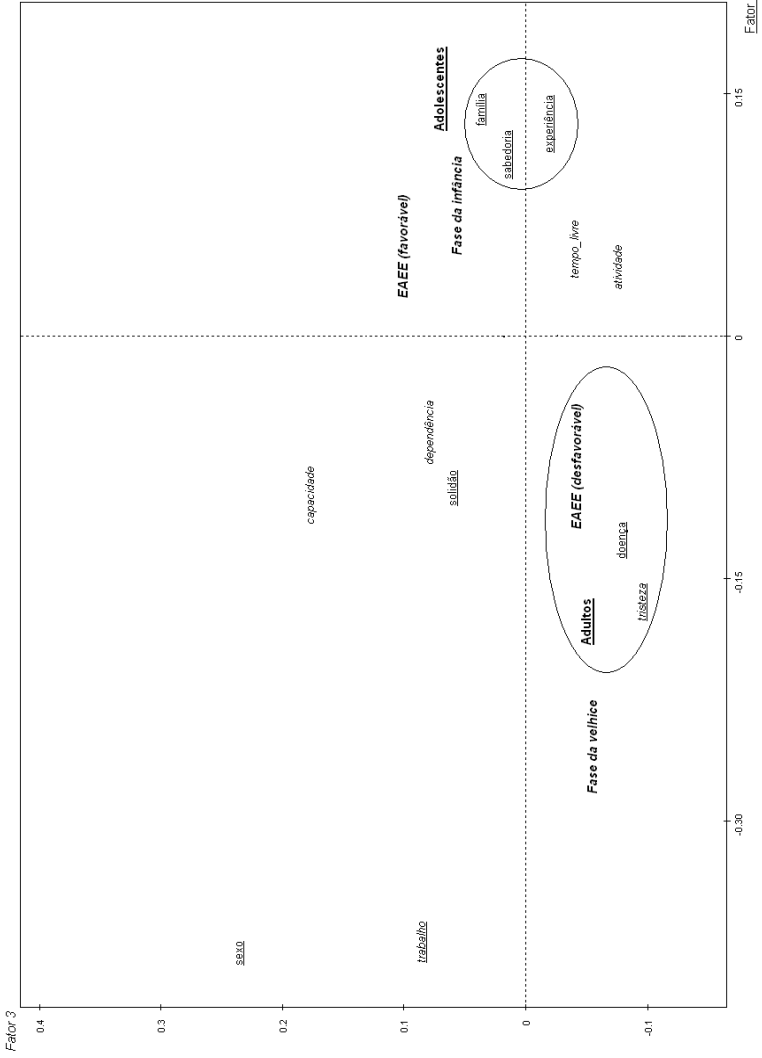 Fator 3
Fator
0.4
0.3
0.2
0.1
0
-0.1
-0.30
-0.15
0
0.15
sexo
trabalho
capacidade
dependência
solidão
EAEE (favorável)
Fase da infância
Adolescentes
família
sabedoria
experiência
tempo_livre
atividade
EAEE (desfavorável)
doença
Adultos
tristeza
Fase da velhice